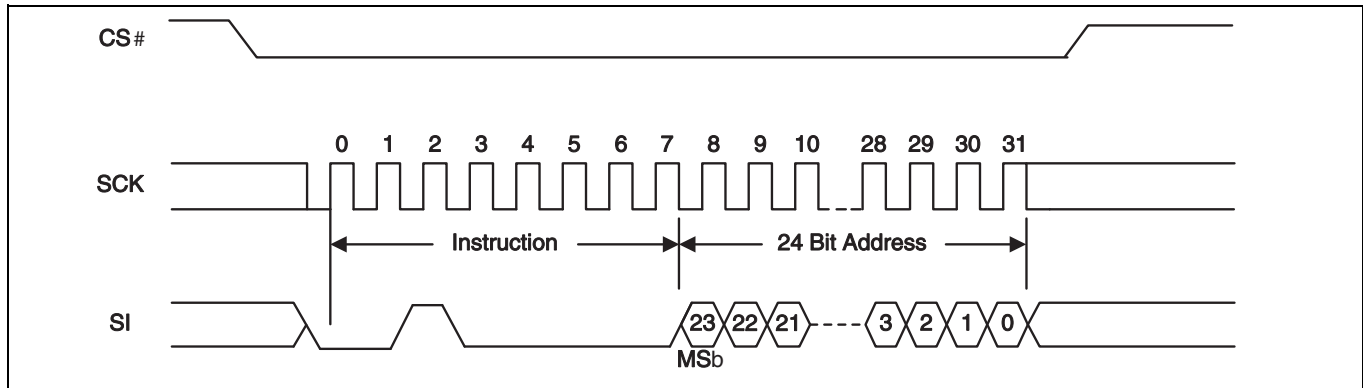 CS#
0 1 2 3 4 5 6 7 8 9 10 28 29 30 31
SCK
Instruction 24 Bit Address
SI 23 22 21 3 2 1 0
MSb